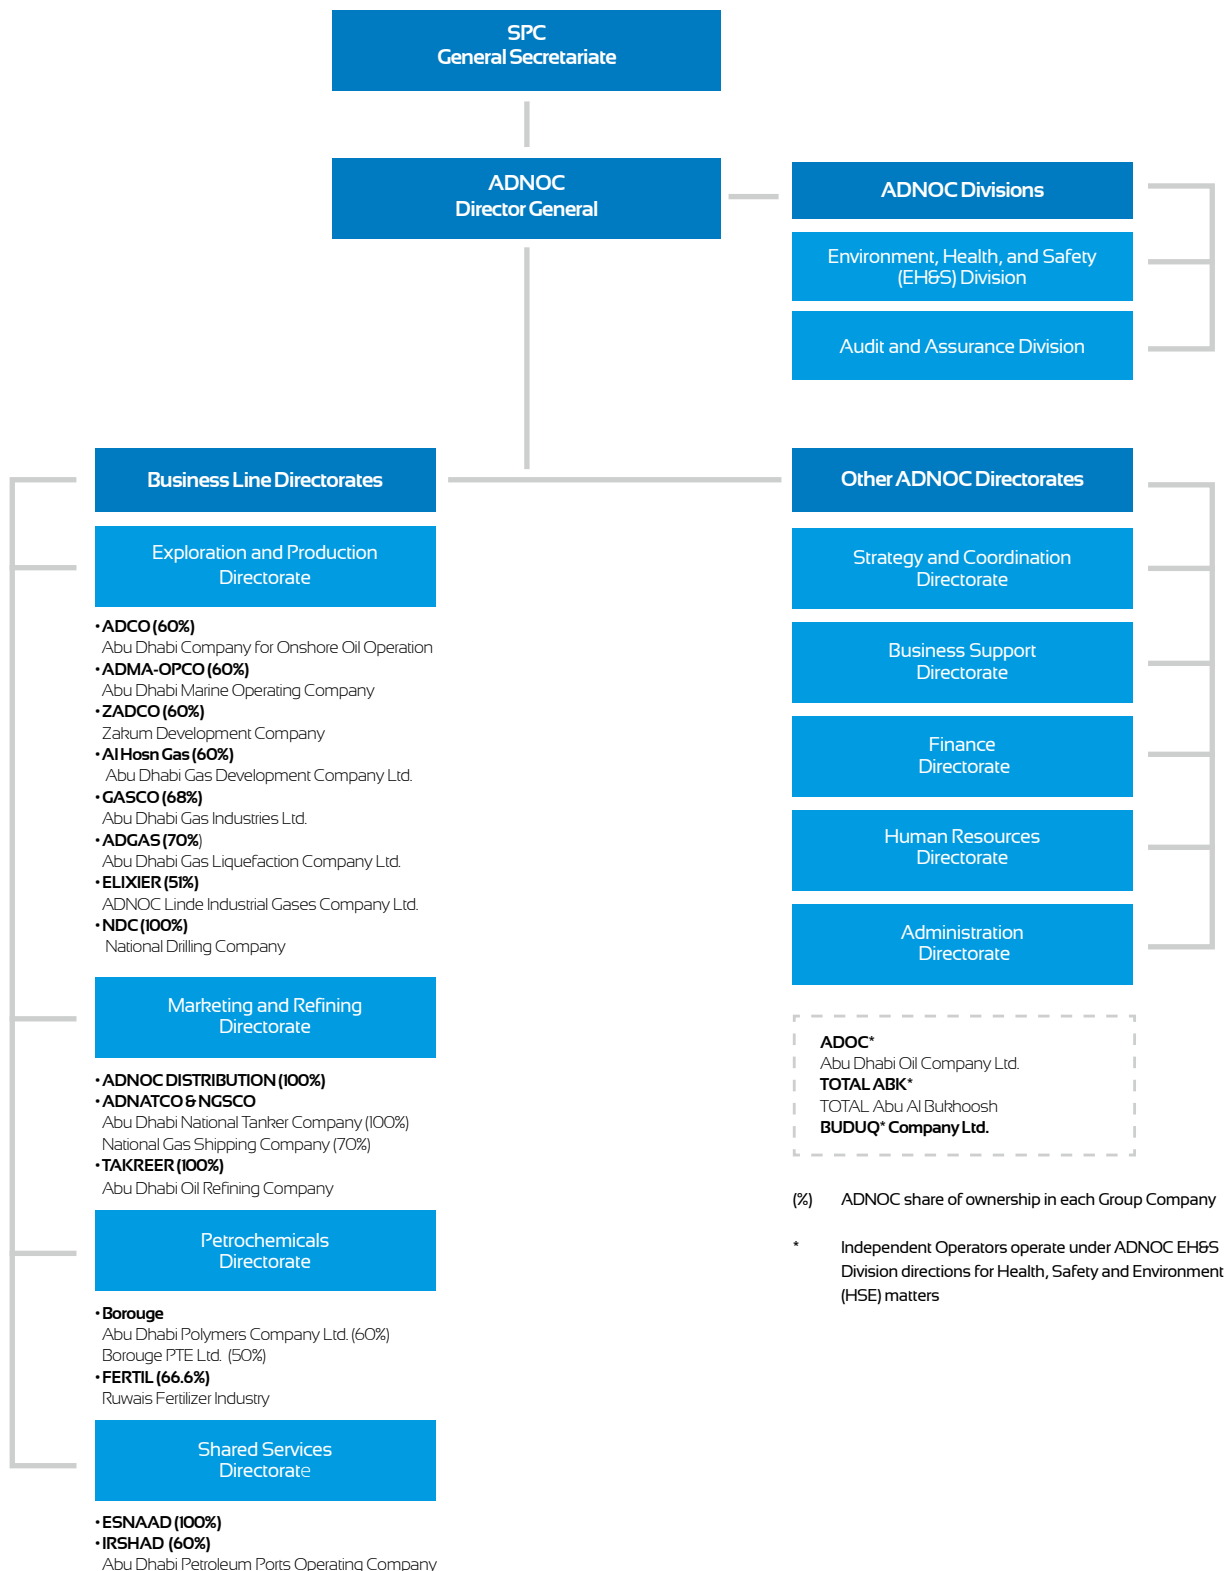 SPC
General Secretariate
ADNOC
Director General
ADNOC Divisions
Environment, Health, and Safety
(EH&S) Division
Audit and Assurance Division
Business Line Directorates
Exploration and Production
Directorate
• ADCO (60%)
Abu Dhabi Company for Onshore Oil Operation
• ADMA-OPCO (60%)
Abu Dhabi Marine Operating Company
• ZADCO (60%)
Zakum Development Company
• Al Hosn Gas (60%)
Abu Dhabi Gas Development Company Ltd.
• GASCO (68%)
Abu Dhabi Gas Industries Ltd.
• ADGAS (70%)
Abu Dhabi Gas Liquefaction Company Ltd.
• ELIXIER (51%)
ADNOC Linde Industrial Gases Company Ltd.
• NDC (100%)
National Drilling Company
Marketing and Refining
Directorate
• ADNOC DISTRIBUTION (100%)
• ADNATCO & NGSCO
Abu Dhabi National Tanker Company (100%)
National Gas Shipping Company (70%)
• TAKREER (100%)
Abu Dhabi Oil Refining Company
Petrochemicals
Directorate
• Borouge
Abu Dhabi Polymers Company Ltd. (60%)
Borouge PTE Ltd. (50%)
• FERTIL (66.6%)
Ruwais Fertilizer Industry
Shared Services
Directorate
• ESNAAD (100%)
• IRSHAD (60%)
Abu Dhabi Petroleum Ports Operating Company
Other ADNOC Directorates
Strategy and Coordination
Directorate
Business Support
Directorate
Finance
Directorate
Human Resources
Directorate
Administration
Directorate
ADOC*
Abu Dhabi Oil Company Ltd.
TOTAL ABK*
TOTAL Abu Al Bukhoosh
BUDUQ* Company Ltd.
(%) ADNOC share of ownership in each Group Company
* Independent Operators operate under ADNOC EH&S
Division directions for Health, Safety and Environment
(HSE) matters